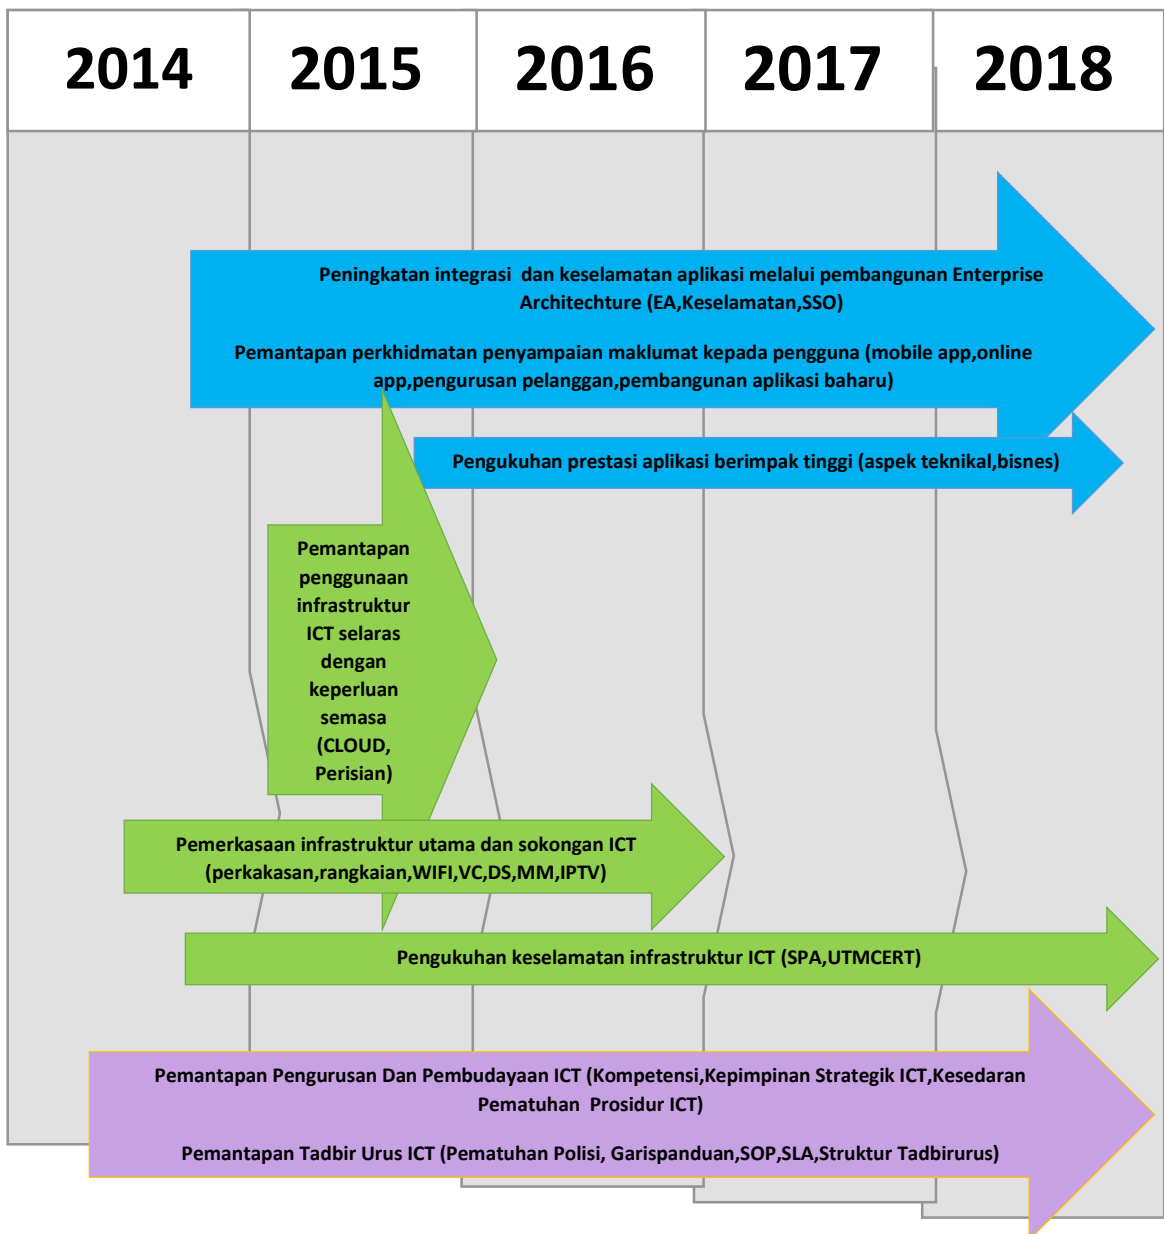 2014 2015 2016 2017 2018
Peningkatan integrasi dan keselamatan aplikasi melalui pembangunan Enterprise
Architechture (EA,Keselamatan,SSO)
Pemantapan perkhidmatan penyampaian maklumat kepada pengguna (mobile app,online
app,pengurusan pelanggan,pembangunan aplikasi baharu)
Pengukuhan prestasi aplikasi berimpak tinggi (aspek teknikal,bisnes)
Pemantapan
penggunaan
infrastruktur
ICT selaras
dengan
keperluan
semasa
(CLOUD,
Perisian)
Pemerkasaan infrastruktur utama dan sokongan ICT
(perkakasan,rangkaian,WIFI,VC,DS,MM,IPTV)
Pengukuhan keselamatan infrastruktur ICT (SPA,UTMCERT)
Pemantapan Pengurusan Dan Pembudayaan ICT (Kompetensi,Kepimpinan Strategik ICT,Kesedaran
Pematuhan Prosidur ICT)
Pemantapan Tadbir Urus ICT (Pematuhan Polisi, Garispanduan,SOP,SLA,Struktur Tadbirurus)